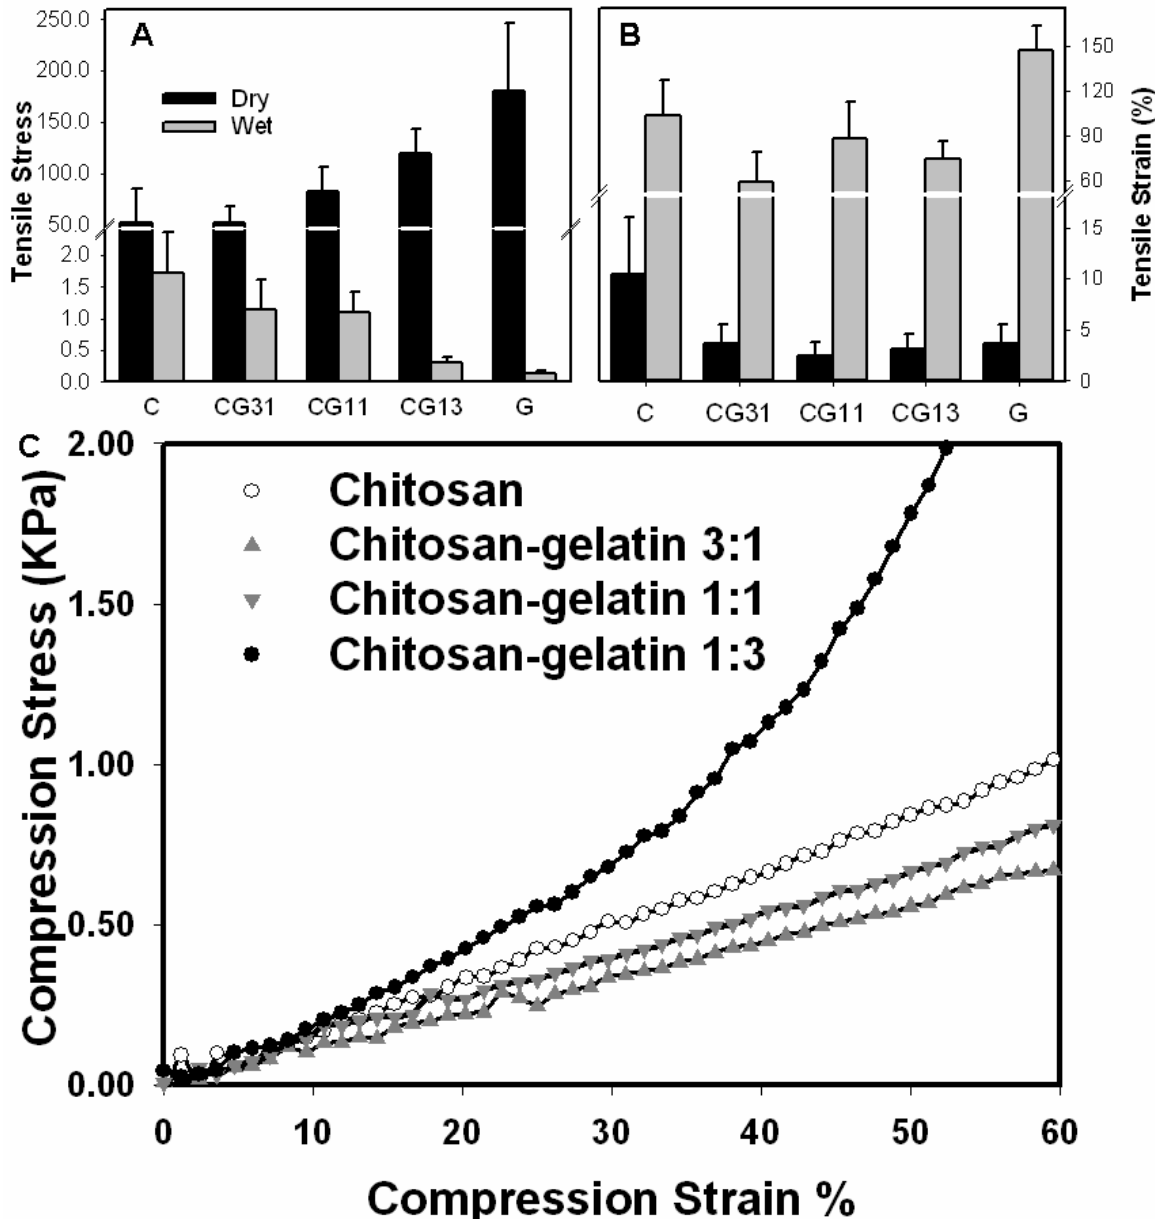 A
Tensile Stress
250.0
200.0
150.0
100.0
50.0
2.0
1.5
1.0
0.5
0.0
Dry
Wet
C CG31 CG11 CG13 G
B
Tensile Strain (%)
150
120
90
60
15
10
5
0
C CG31 CG11 CG13 G
C
Compression Stress (KPa)
2.00
1.50
1.00
0.50
0.00
Chitosan
Chitosan-gelatin 3:1
Chitosan-gelatin 1:1
Chitosan-gelatin 1:3
0 10 20 30 40 50 60
Compression Strain %